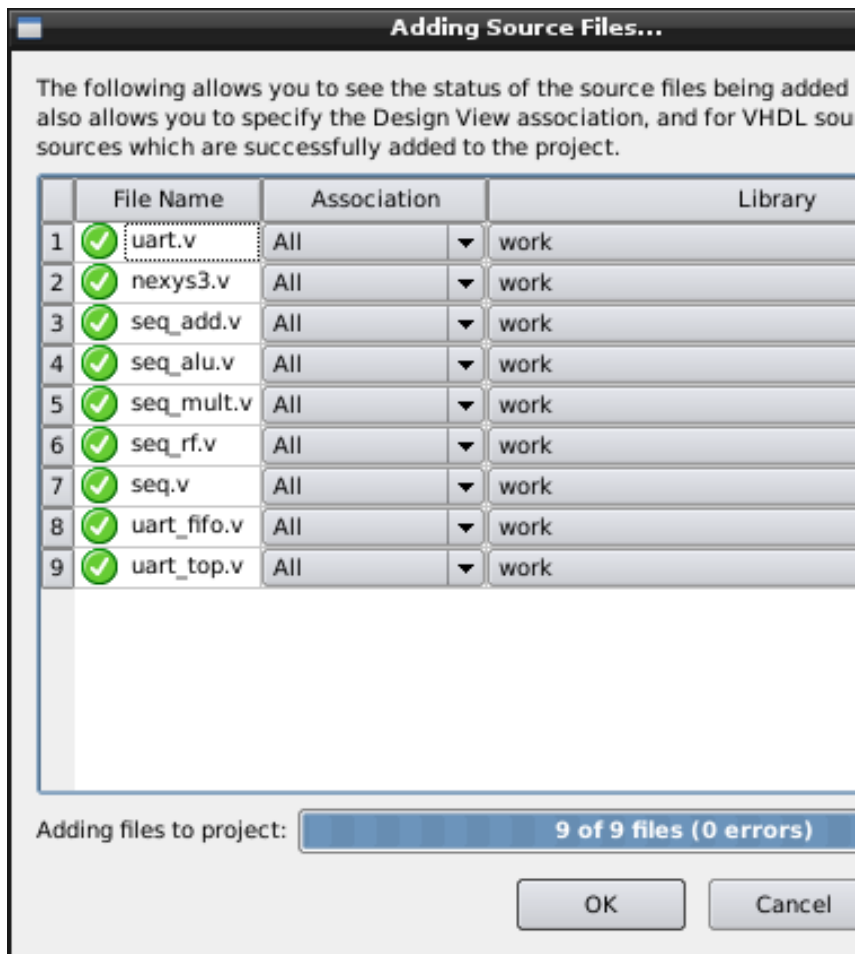 Adding Source Files...
The following allows you to see the status of the source files being added
also allows you to specify the Design View association, and for VHDL sou
sources which are successfully added to the project.
File Name Association Library
1 uart.v All work
2 nexys3.v All work
3 seq_add.v All work
4 seq_alu.v All work
5 seq_mult.v All work
6 seq_rf.v All work
7 seq.v All work
8 uart_fifo.v All work
9 uart_top.v All work
Adding files to project: 9 of 9 files (0 errors)
OK Cancel